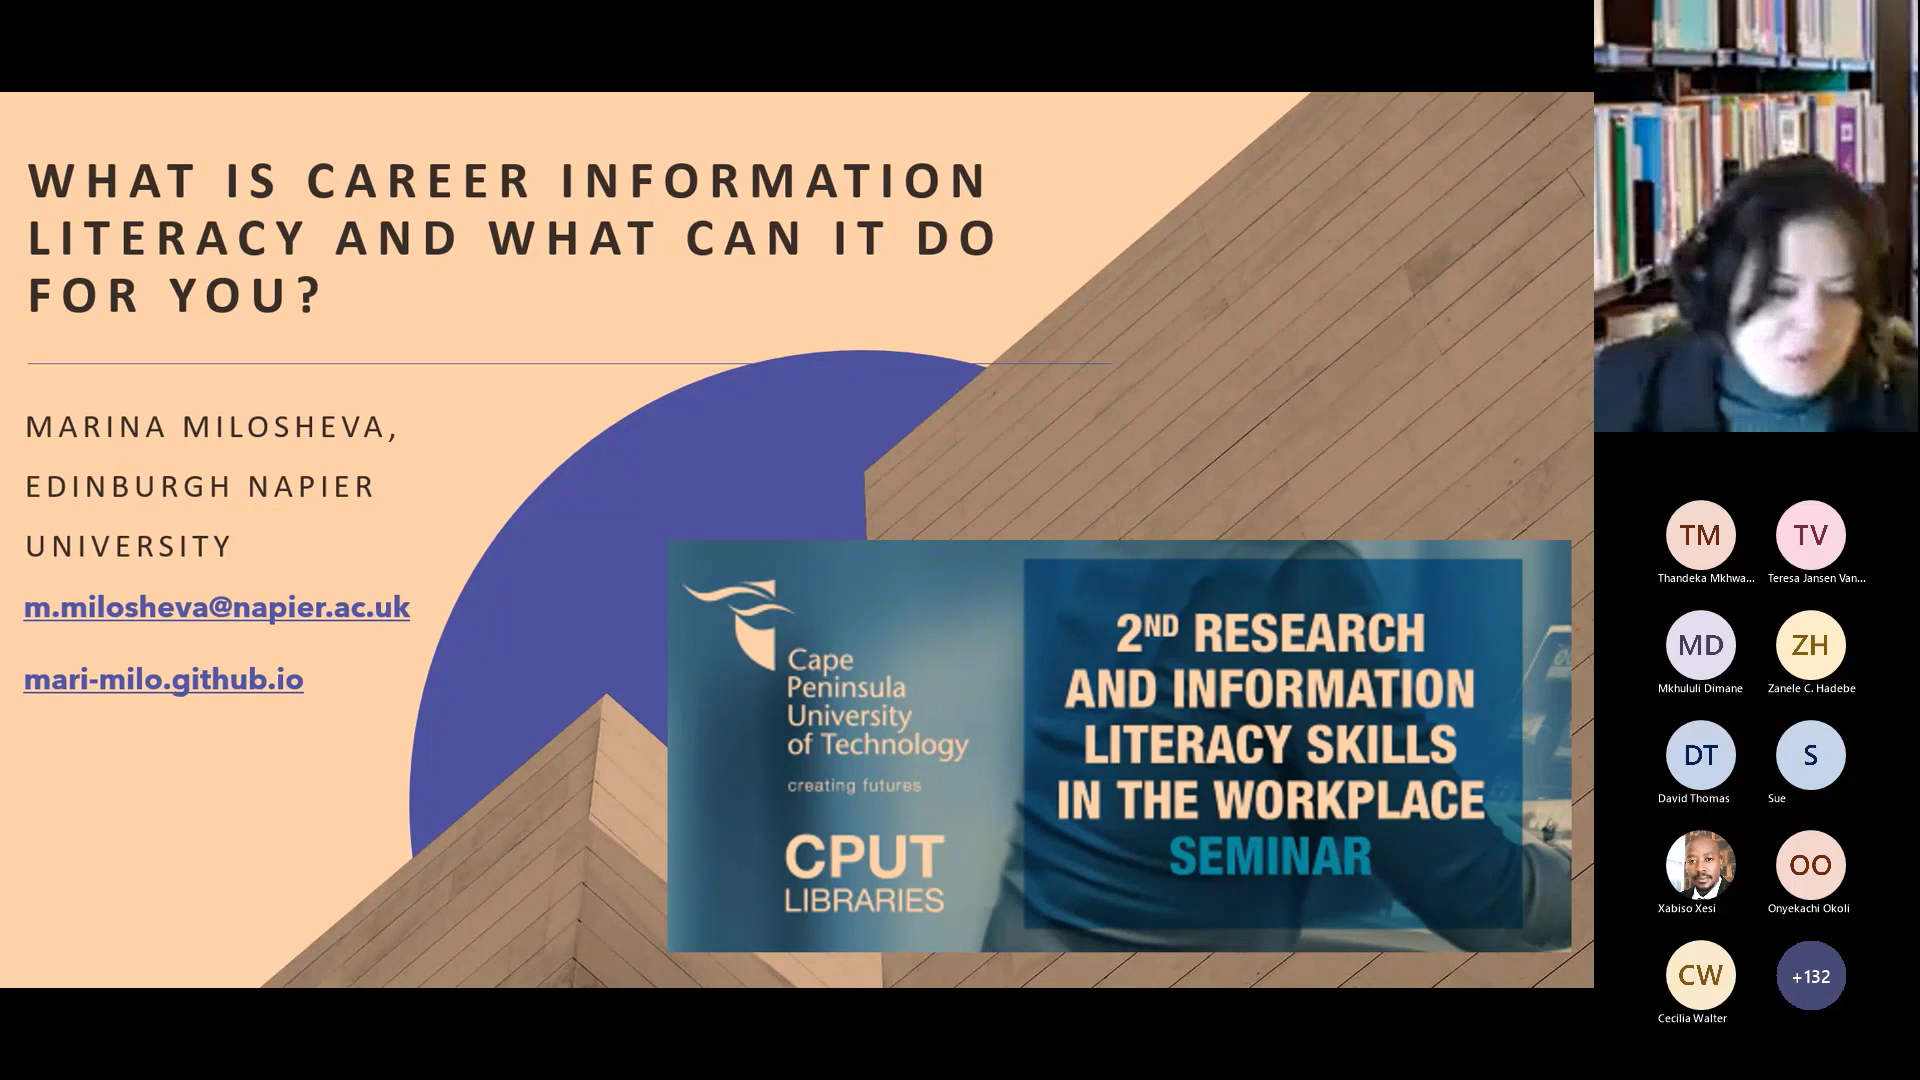 WHAT IS CAREER INFORMATION
LITERACY AND WHAT CAN IT DO
FOR YOU?
MARINA MILOSHEVA,
EDINBURGH NAPIER
UNIVERSITY
m.milosheva@napier.ac.uk
mari-milo.github.io
Cape
Peninsula
University
of Technology
creating futures
CPUT
LIBRARIES
2ND RESEARCH
AND INFORMATION
LITERACY SKILLS
IN THE WORKPLACE
SEMINAR
TM
Thandeka Mkhwa...
TV
Teresa Jansen Van...
MD
Mkhululi Dimane
ZH
Zanele C. Hadebe
DT
David Thomas
S
Sue
Xabiso Xesi
OO
Onyekachi Okoli
CW
Cecilia Walter
+132